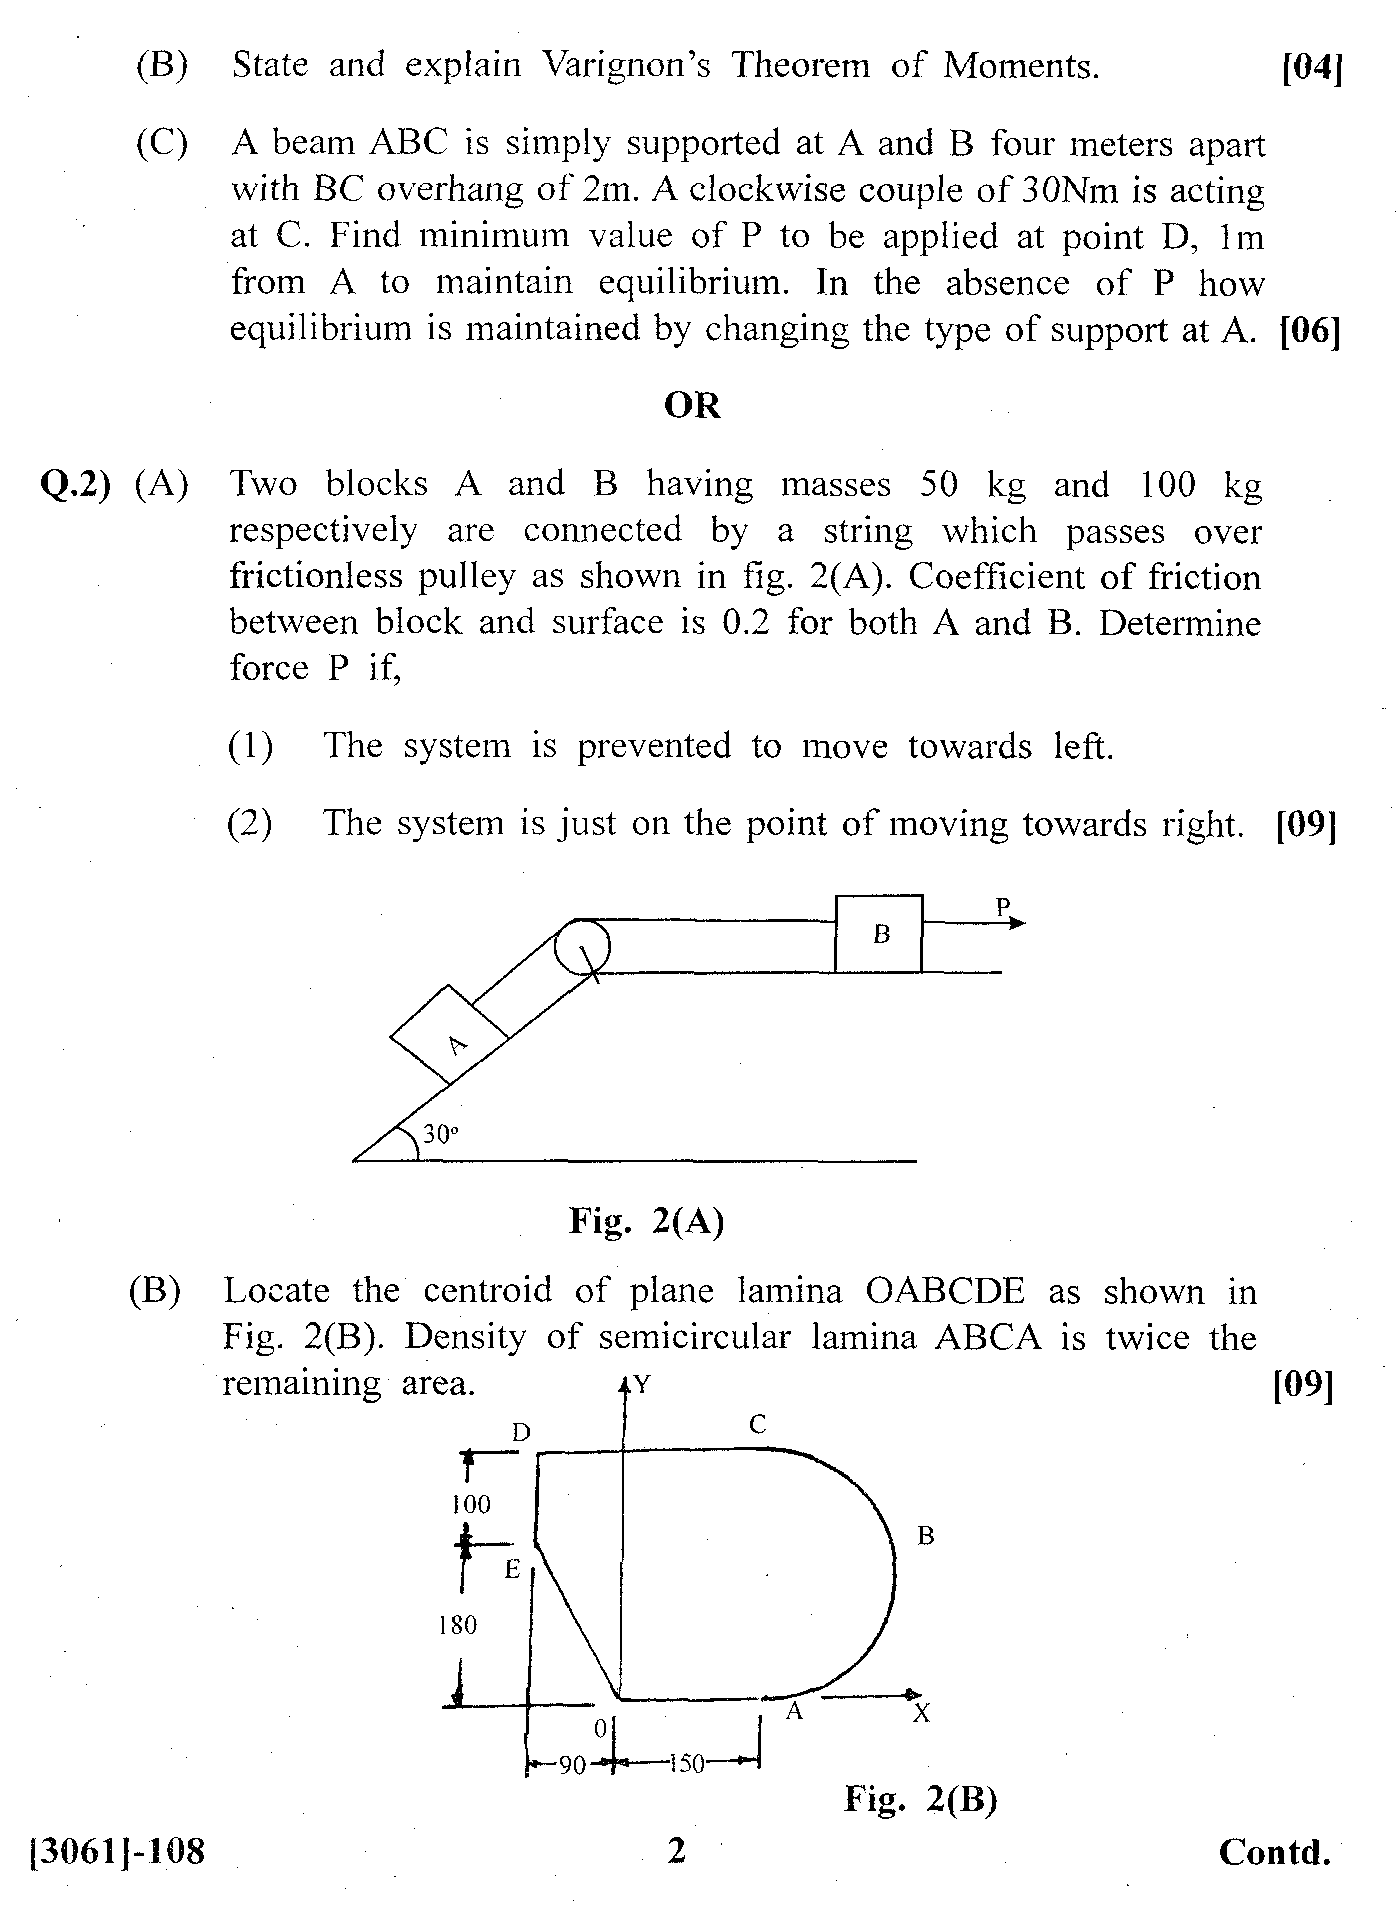 (B) State and explain Varignon's Theorem of Moments. [04]
(C) A beam ABC is simply supported at A and B four meters apart
with BC overhang of 2m. A clockwise couple of 30Nm is acting
at C. Find minimum value of P to be applied at point D, 1m
from A to maintain equilibrium. In the absence of P how
equilibrium is maintained by changing the type of support at A. [06]
OR
Q.2) (A) Two blocks A and B having masses 50 kg and 100 kg
respectively are connected by a string which passes over
frictionless pulley as shown in fig. 2(A). Coefficient of friction
between block and surface is 0.2 for both A and B. Determine
force P if,
(1) The system is prevented to move towards left.
(2) The system is just on the point of moving towards right. [09]
P
B
A
30°
Fig. 2(A)
(B) Locate the centroid of plane lamina OABCDE as shown in
Fig. 2(B). Density of semicircular lamina ABCA is twice the
remaining area. [09]
Y
D
C
100
B
E
180
A
X
0
90
150
Fig. 2(B)
[3061]-108 2 Contd.